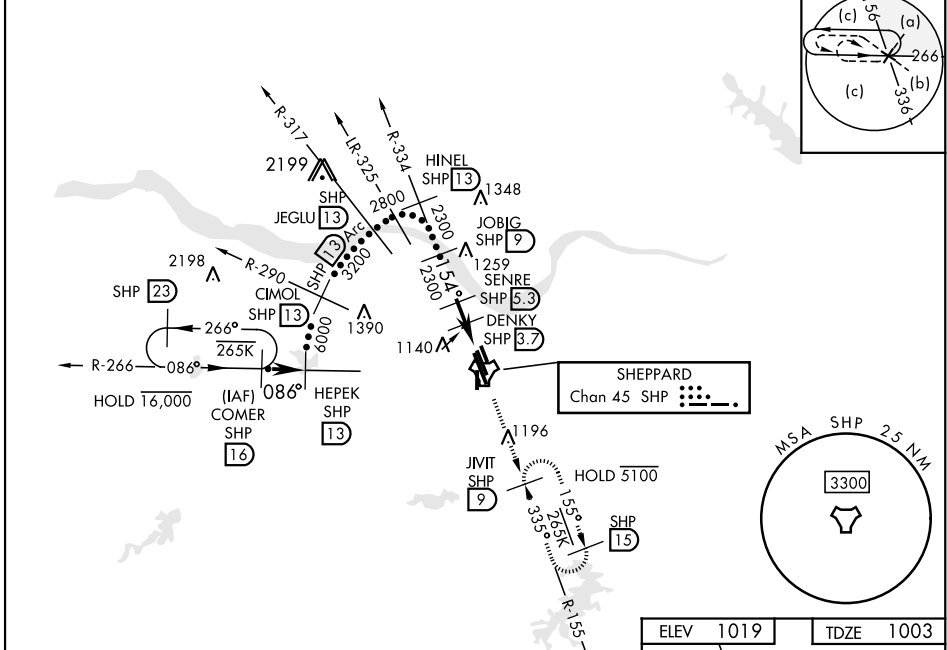 (c)
56
(a)
266
(b)
(c)
336
R-317
LR-325
R-334
2199
HINEL
SHP 13
1348
SHP
JEGLU 13
2800
2300
JOBIG
SHP 9
SHP 13 Arc
3200
1259
2198
R-290
154°
2300
SENRE
SHP 5.3
SHP 23
CIMOL
SHP 13
1390
DENKY
SHP 3.7
6000
1140
266°
265K
R-266
086°
086°
HOLD 16,000
(IAF)
COMER
SHP
16
HEPEK
SHP
13
SHEPPARD
Chan 45 SHP
1196
JIVIT
SHP
9
HOLD 5100
155°
265K
335°
SHP
15
R-155
MSA SHP 25 NM
3300
ELEV 1019
TDZE 1003